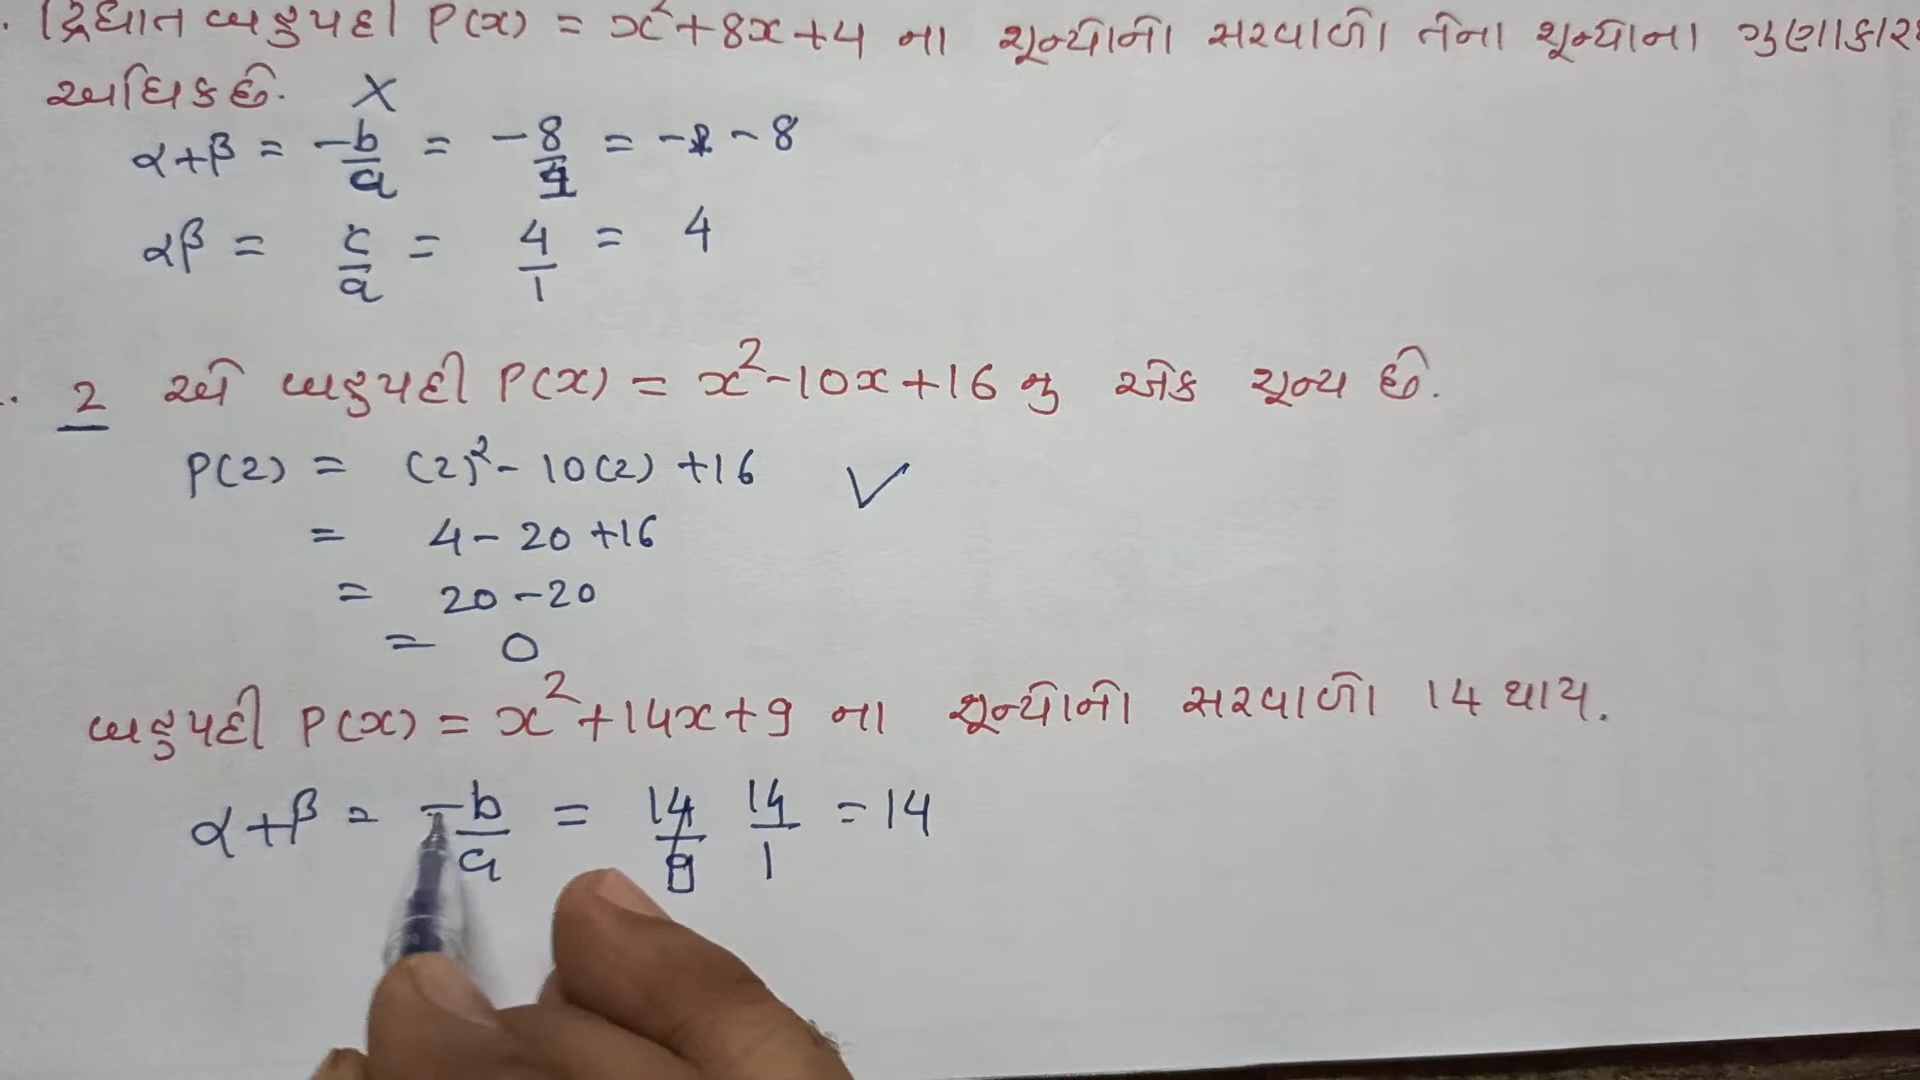 દ્વિઘાત બહુપદી P(x) = x² + 8x + 4 ના શૂન્યોનો સરવાળો તેના શૂન્યોના
અધિક છે. X
α+β = -b/a = -8/1 = - 8
αβ = c/a = 4/1 = 4
2 એ બહુપદી P(x) = x² - 10x + 16 નુ એક શૂન્ય છે.
P(2) = (2)² - 10(2) + 16 ✓
= 4 - 20 + 16
= 20 - 20
= 0
બહુપદી P(x) = x² + 14x + 9 ના શૂન્યોનો સરવાળો 14 થાય.
α+β = -b/a = 14/9 14/1 = 14